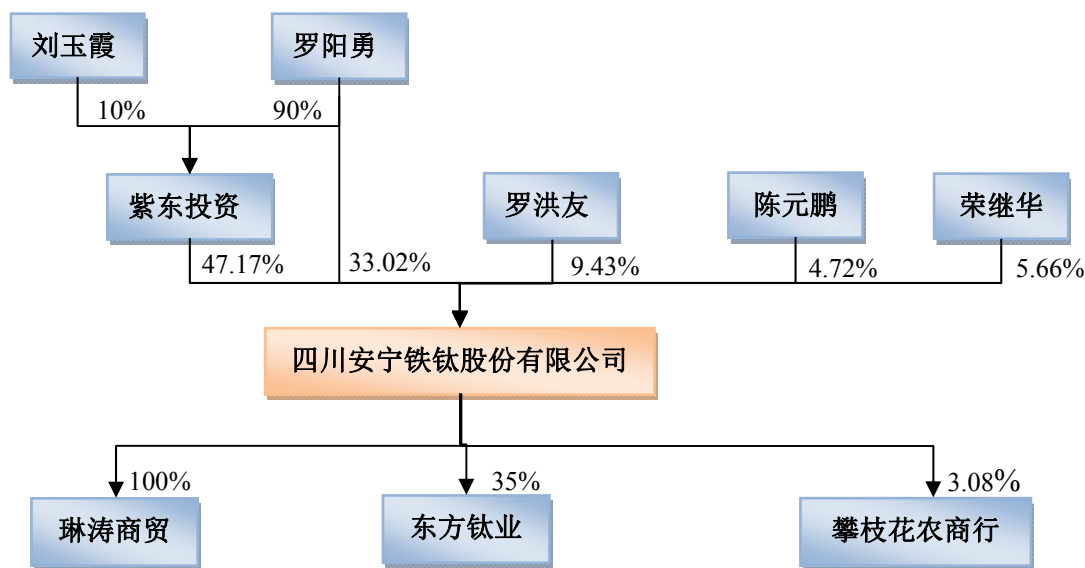 刘玉霞
罗阳勇
10%
90%
紫东投资
罗洪友
陈元鹏
荣继华
47.17%
33.02%
9.43%
4.72%
5.66%
四川安宁铁钛股份有限公司
100%
35%
3.08%
琳涛商贸
东方钛业
攀枝花农商行